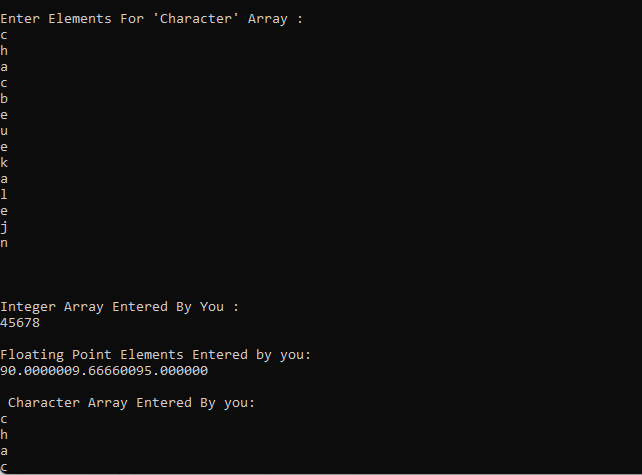 Enter Elements For 'Character' Array :
c
h
a
c
b
e
u
e
k
a
l
e
j
n
Integer Array Entered By You :
45678
Floating Point Elements Entered by you:
90.0000009.66660095.000000
Character Array Entered By you:
c
h
a
c